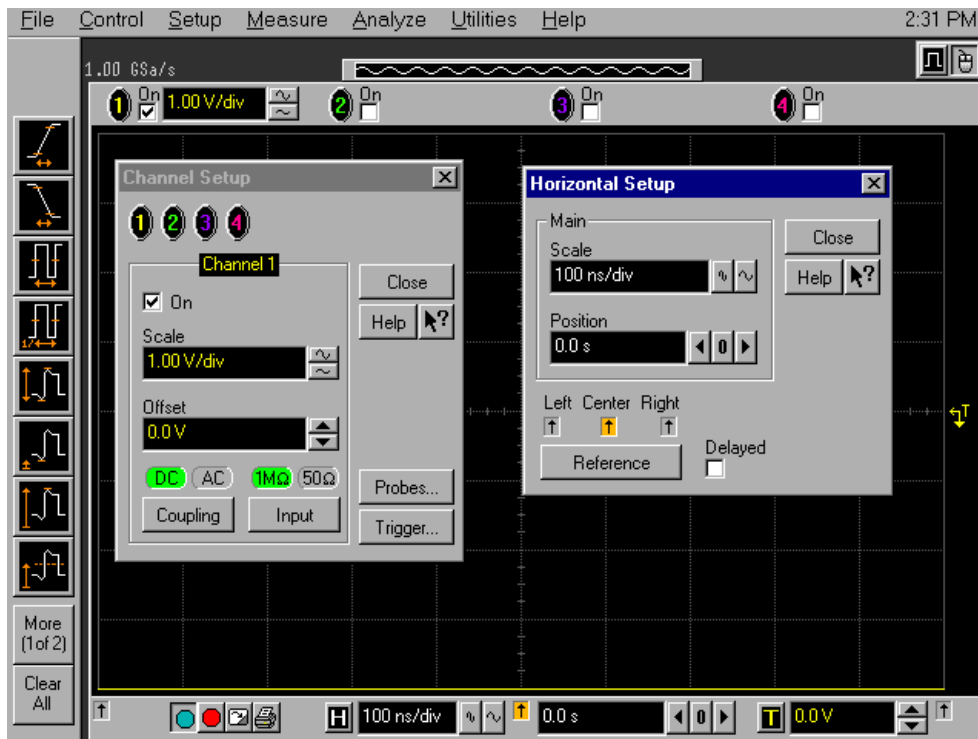 File Control Setup Measure Analyze Utilities Help 2:31 PM
1.00 GSa/s
1 On 1.00 V/div 2 On 3 On 4 On
Channel Setup
1 2 3 4
Channel 1
On
Scale
1.00 V/div
Offset
0.0 V
DC AC 1MΩ 50Ω
Coupling Input
Close
Help ?
Probes...
Trigger...
Horizontal Setup
Main
Scale
100 ns/div
Position
0.0 s
0
Left Center Right
Reference
Delayed
Close
Help ?
T
1/
More
(1 of 2)
Clear
All
H 100 ns/div 0.0 s 0 T 0.0 V